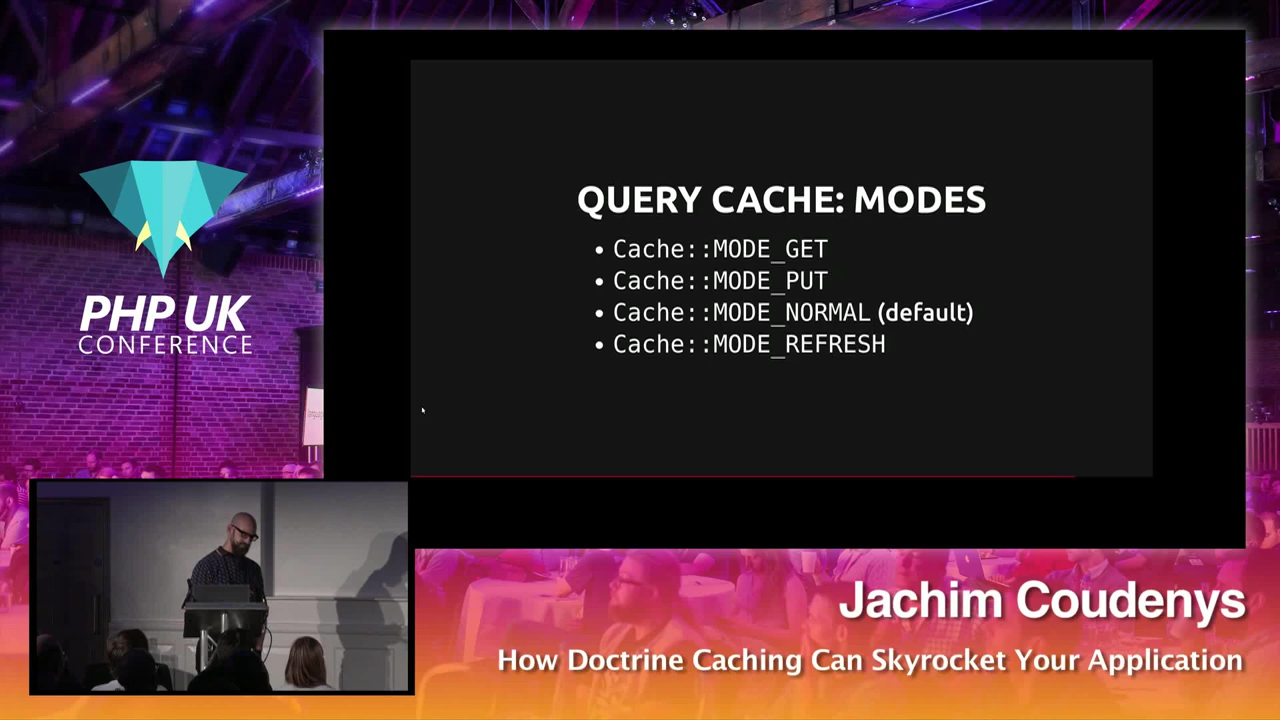 QUERY CACHE: MODES
• Cache::MODE_GET
• Cache::MODE_PUT
• Cache::MODE_NORMAL (default)
• Cache::MODE_REFRESH
PHP UK
CONFERENCE
Jachim Coudenys
How Doctrine Caching Can Skyrocket Your Application